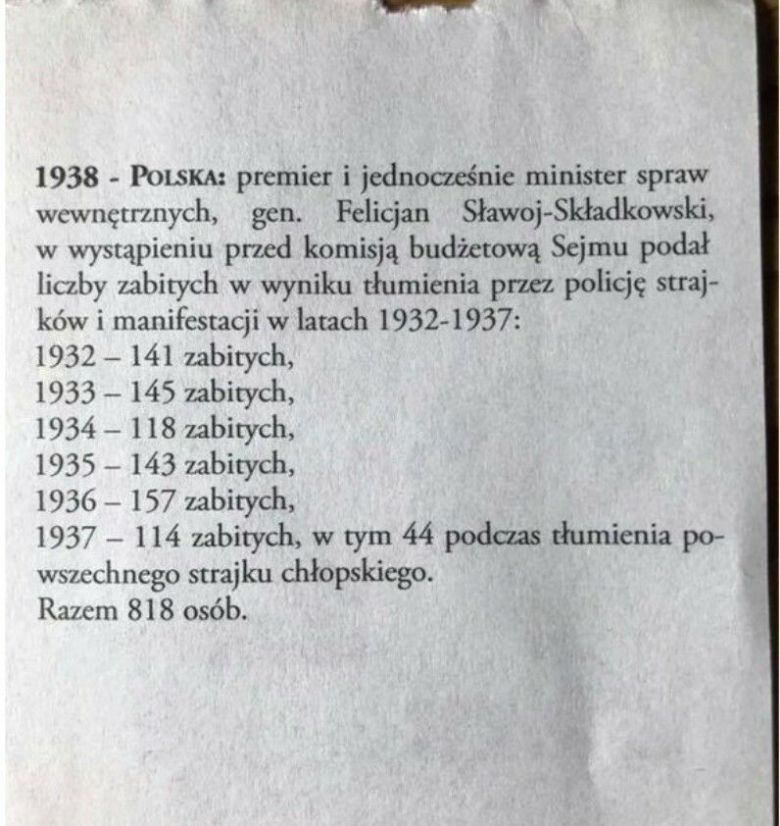 1938 - POLSKA: premier i jednocześnie minister spraw
wewnętrznych, gen. Felicjan Sławoj-Składkowski,
w wystąpieniu przed komisją budżetową Sejmu podał
liczby zabitych w wyniku tłumienia przez policję straj-
ków i manifestacji w latach 1932-1937:
1932 – 141 zabitych,
1933 – 145 zabitych,
1934 – 118 zabitych,
1935 – 143 zabitych,
1936 – 157 zabitych,
1937 – 114 zabitych, w tym 44 podczas tłumienia po-
wszechnego strajku chłopskiego.
Razem 818 osób.